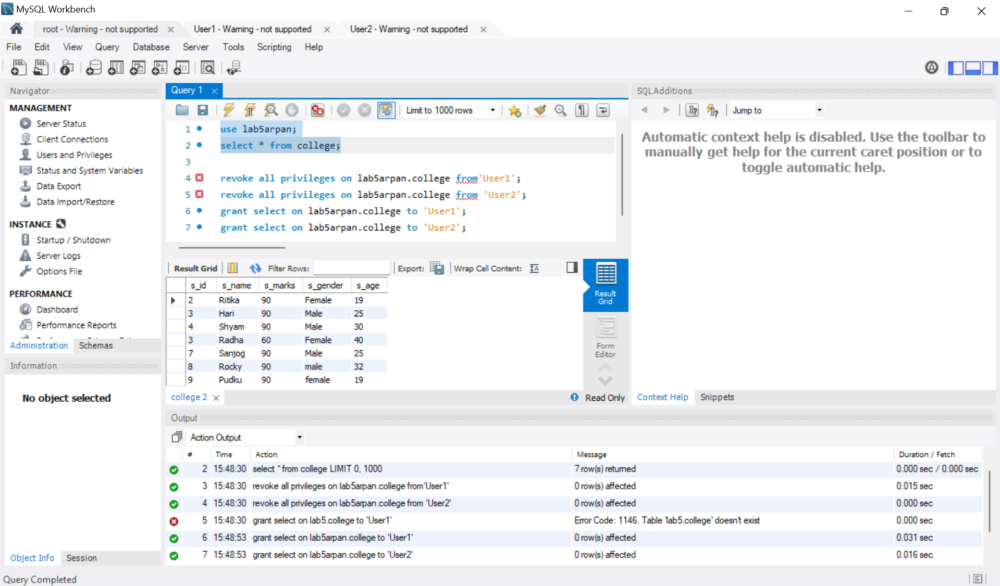 MySQL Workbench
root - Warning - not supported
User1 - Warning - not supported
User2 - Warning - not supported
File Edit View Query Database Server Tools Scripting Help
Navigator
MANAGEMENT
Server Status
Client Connections
Users and Privileges
Status and System Variables
Data Export
Data Import/Restore
INSTANCE
Startup / Shutdown
Server Logs
Options File
PERFORMANCE
Dashboard
Performance Reports
Administration Schemas
Information
No object selected
Object Info Session
Query 1
Limit to 1000 rows
1 use lab5arpan;
2 select * from college;
3
4 revoke all privileges on lab5arpan.college from'User1';
5 revoke all privileges on lab5arpan.college from 'User2';
6 grant select on lab5arpan.college to 'User1';
7 grant select on lab5arpan.college to 'User2';
Result Grid Filter Rows: Export: Wrap Cell Content:
s_id s_name s_marks s_gender s_age
2 Ritika 90 Female 19
3 Hari 90 Male 25
4 Shyam 90 Male 30
3 Radha 60 Female 40
7 Sanjog 90 Male 25
8 Rocky 90 male 32
9 Pudku 90 female 19
Result
Grid
Form
Editor
college 2 Read Only
SQLAdditions
Jump to
Automatic context help is disabled. Use the toolbar to
manually get help for the current caret position or to
toggle automatic help.
Context Help Snippets
Output
Action Output
# Time Action Message Duration / Fetch
2 15:48:30 select * from college LIMIT 0, 1000 7 row(s) returned 0.000 sec / 0.000 sec
3 15:48:30 revoke all privileges on lab5arpan.college from'User1' 0 row(s) affected 0.015 sec
4 15:48:30 revoke all privileges on lab5arpan.college from 'User2' 0 row(s) affected 0.000 sec
5 15:48:30 grant select on lab5.college to 'User1' Error Code: 1146. Table 'lab5.college' doesn't exist 0.000 sec
6 15:48:53 grant select on lab5arpan.college to 'User1' 0 row(s) affected 0.031 sec
7 15:48:53 grant select on lab5arpan.college to 'User2' 0 row(s) affected 0.016 sec
Query Completed